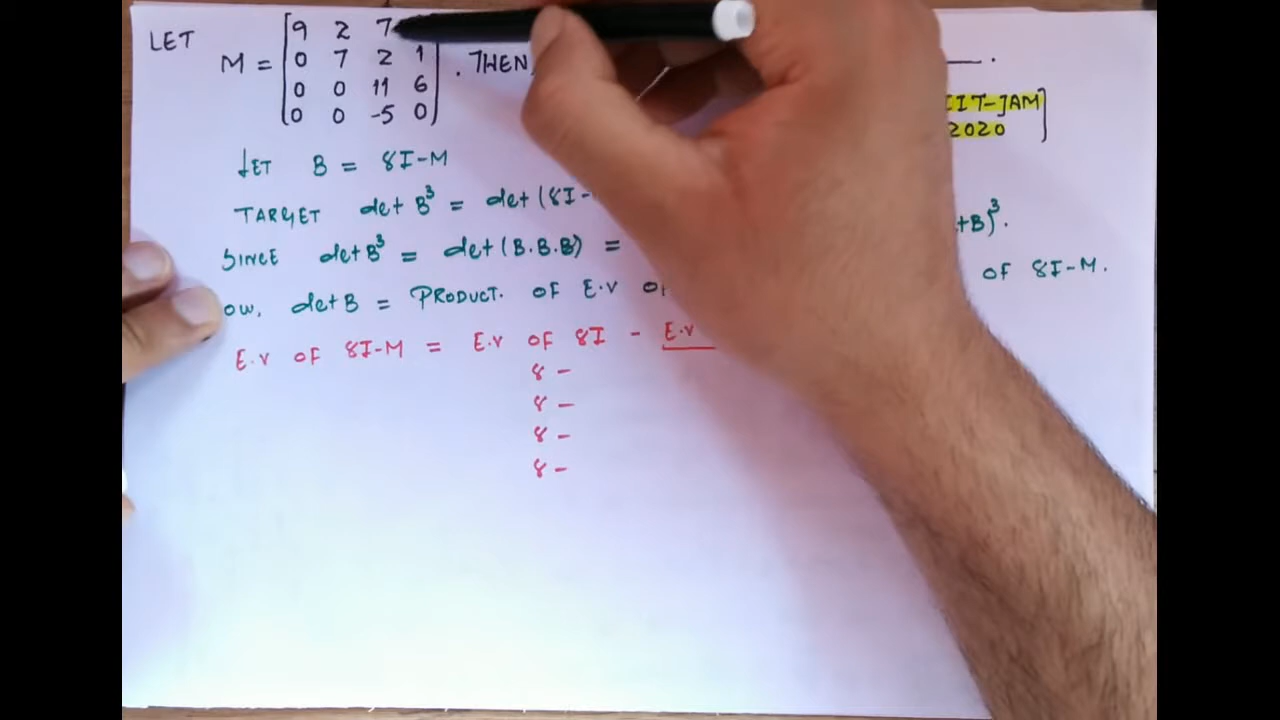 LET
9 2 7
M = 0 7 2 1 . THEN .
0 0 11 6
0 0 -5 0
IIT-JAM
2020
LET B = 8I-M
TARGET det B³ = det (8I-
SINCE det B³ = det (B.B.B) = t B)³.
OW, det B = PRODUCT. OF E.V OF 8I-M.
E.V OF 8I-M = E.V OF 8I - E.V
8 -
8 -
8 -
8 -